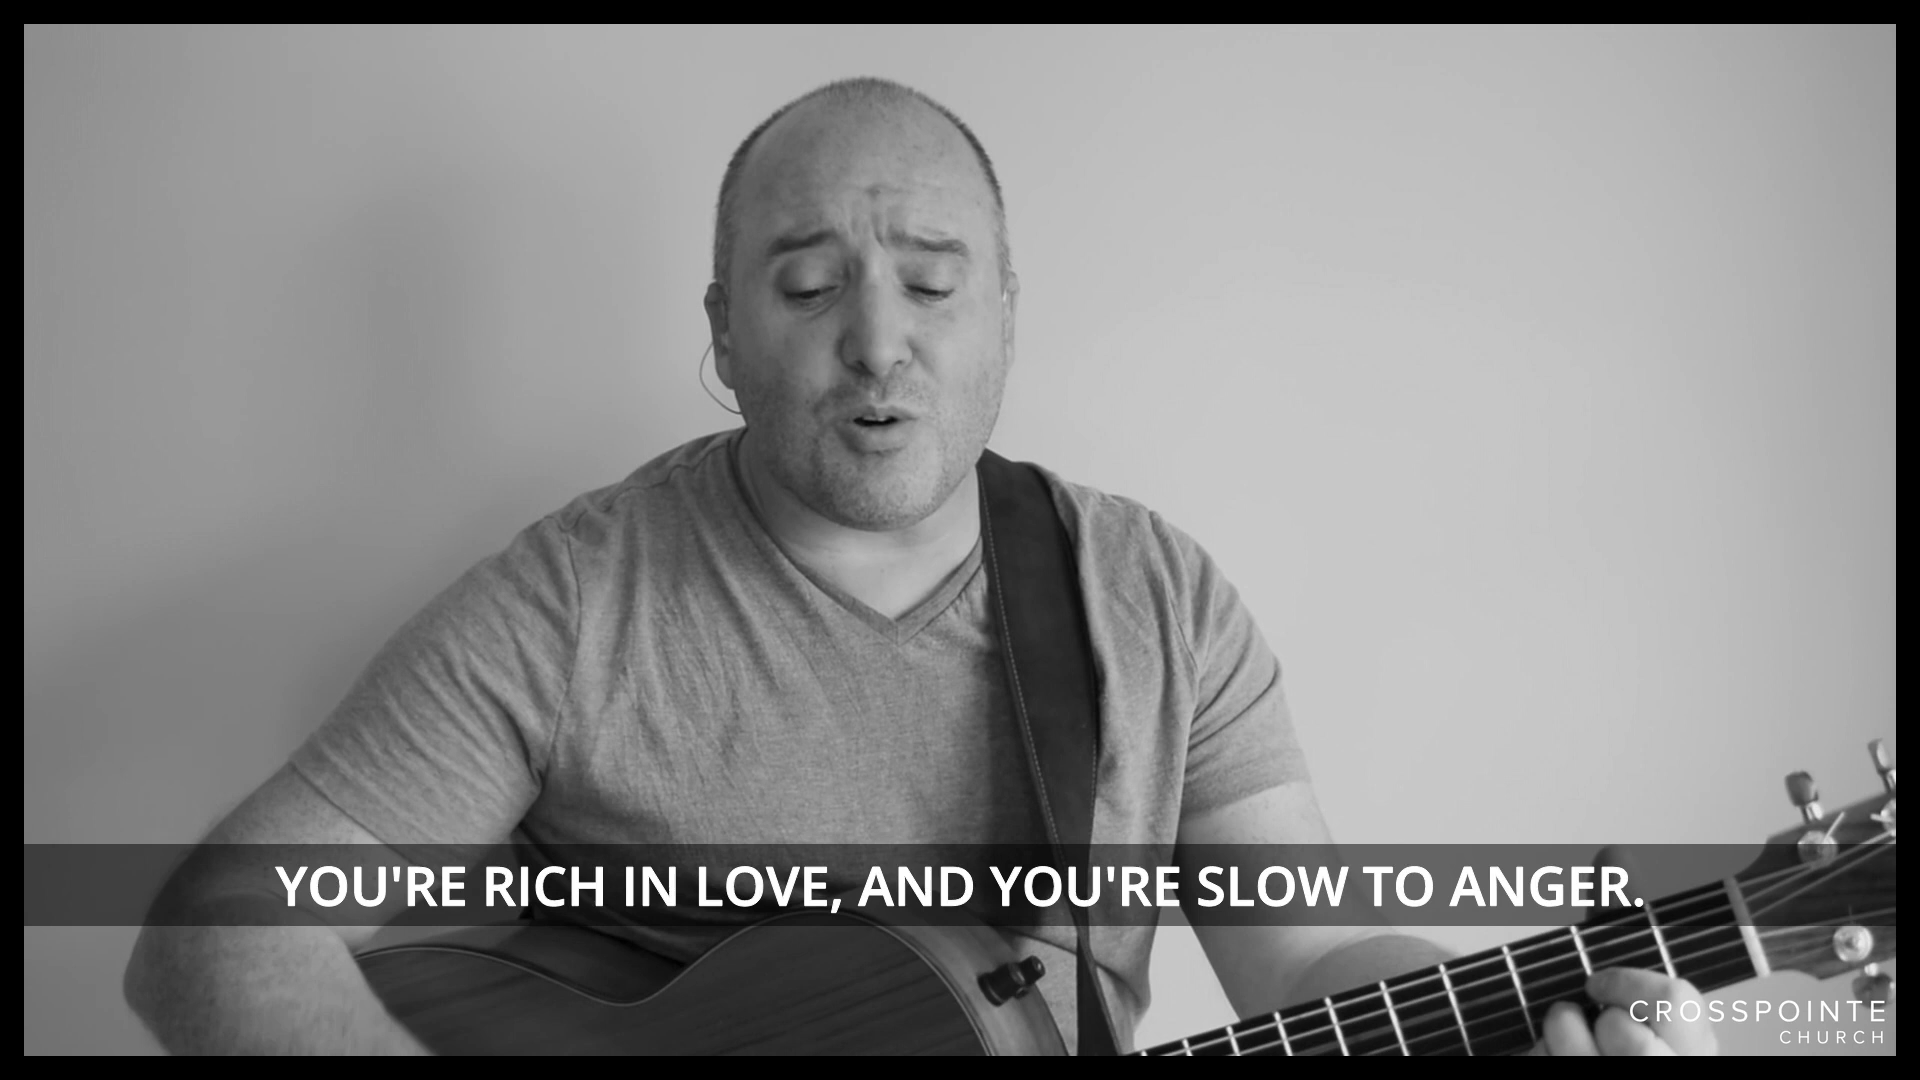 YOU'RE RICH IN LOVE, AND YOU'RE SLOW TO ANGER.
CROSSPOINTE
CHURCH